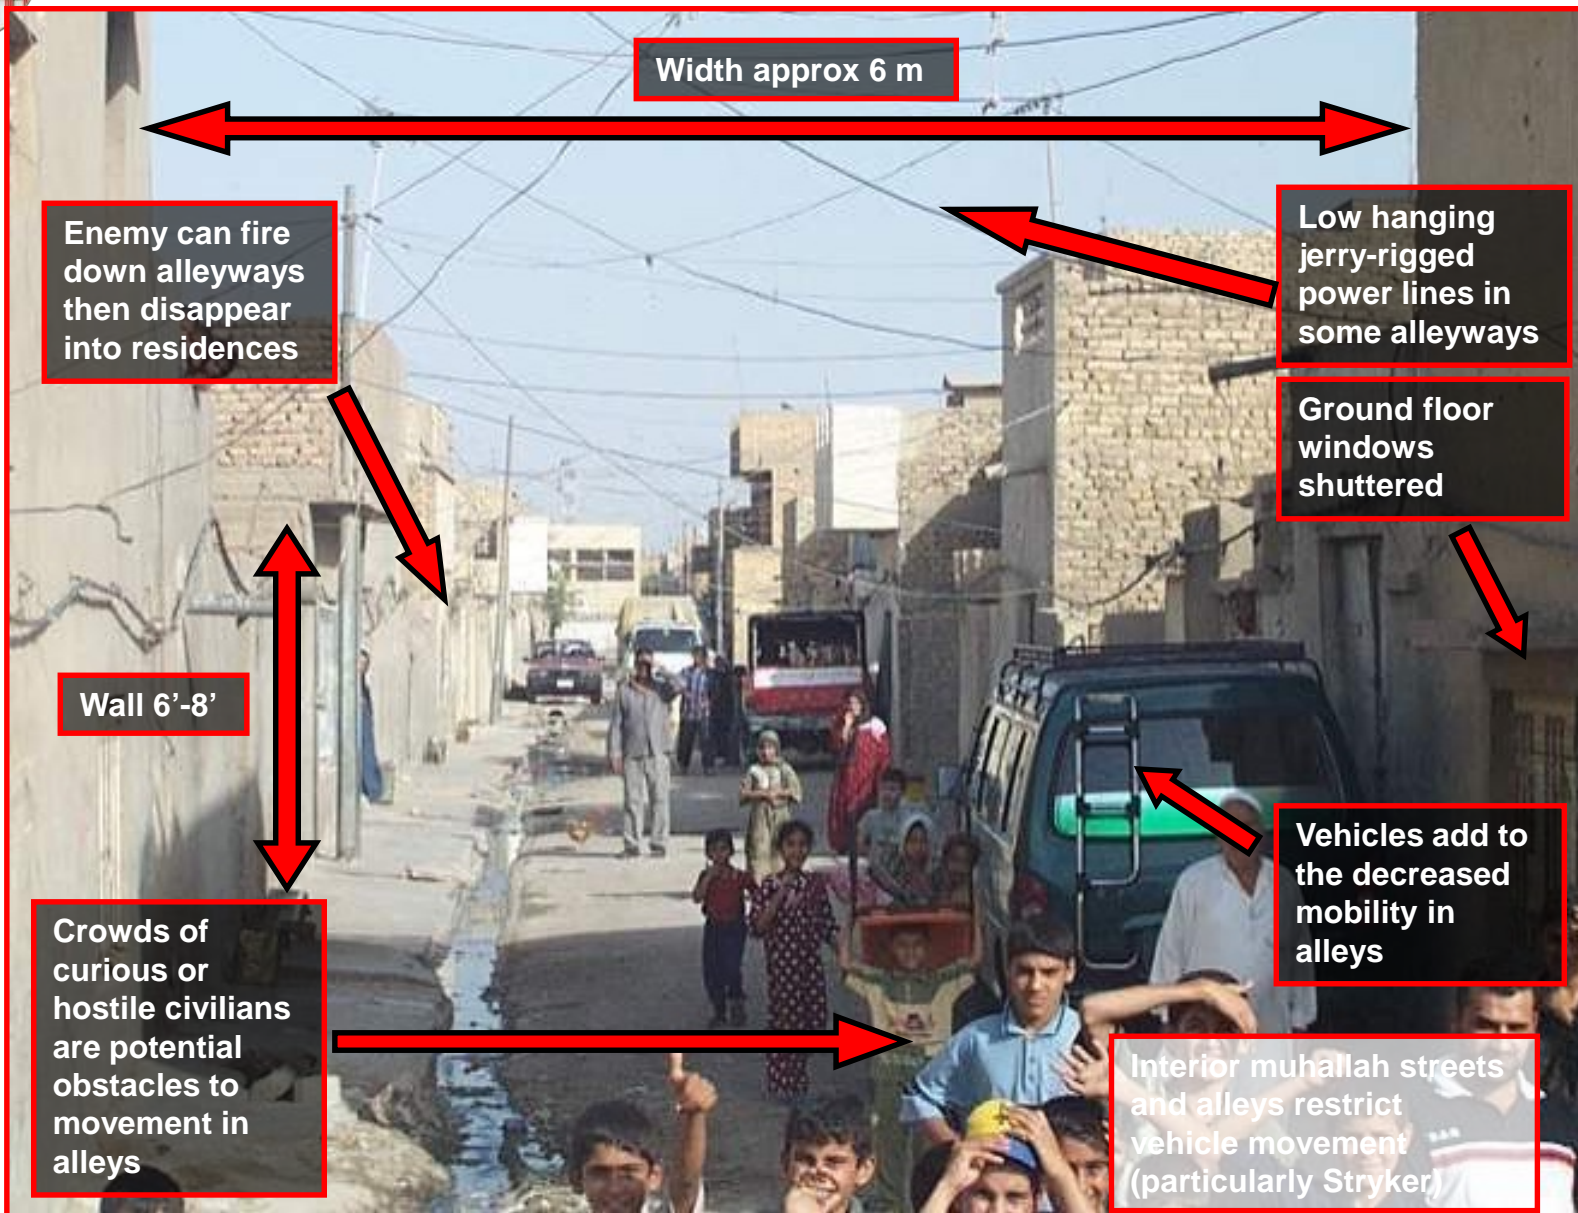 Width approx 6 m
Enemy can fire
down alleyways
then disappear
into residences
Low hanging
jerry-rigged
power lines in
some alleyways
Ground floor
windows
shuttered
Wall 6’-8’
Vehicles add to
the decreased
mobility in
alleys
Crowds of
curious or
hostile civilians
are potential
obstacles to
movement in
alleys
Interior muhallah streets
and alleys restrict
vehicle movement
(particularly Stryker)